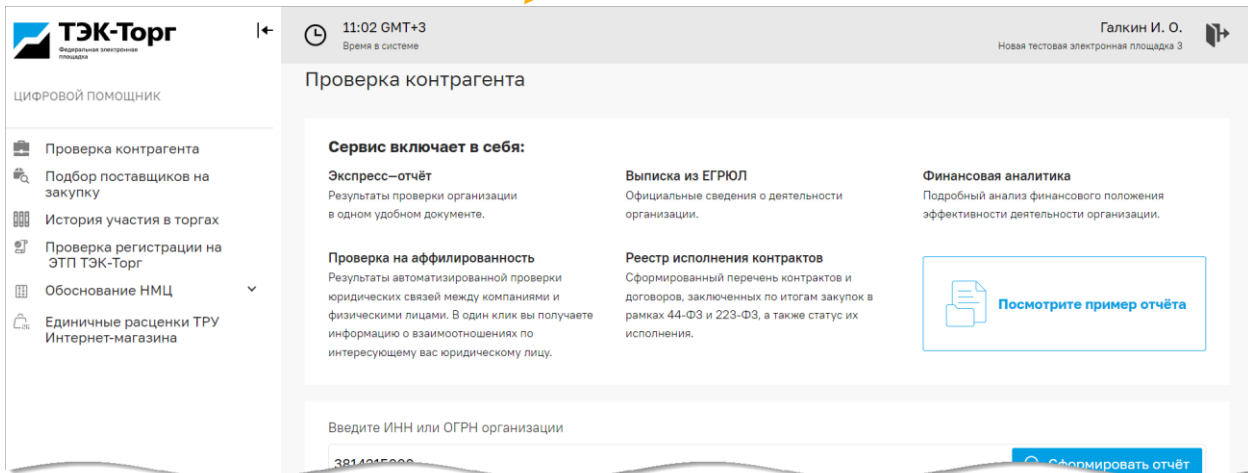 ТЭК-Торг
Федеральная электронная
площадка
11:02 GMT+3
Время в системе
Галкин И. О.
Новая тестовая электронная площадка 3
ЦИФРОВОЙ ПОМОЩНИК
Проверка контрагента
Подбор поставщиков на
закупку
История участия в торгах
Проверка регистрации на
ЭТП ТЭК-Торг
Обоснование НМЦ
Единичные расценки ТРУ
Интернет-магазина
Проверка контрагента
Сервис включает в себя:
Экспресс—отчёт
Результаты проверки организации
в одном удобном документе.
Выписка из ЕГРЮЛ
Официальные сведения о деятельности
организации.
Финансовая аналитика
Подробный анализ финансового положения
эффективности деятельности организации.
Проверка на аффилированность
Результаты автоматизированной проверки
юридических связей между компаниями и
физическими лицами. В один клик вы получаете
информацию о взаимоотношениях по
интересующему вас юридическому лицу.
Реестр исполнения контрактов
Сформированный перечень контрактов и
договоров, заключенных по итогам закупок в
рамках 44-ФЗ и 223-ФЗ, а также статус их
исполнения.
Посмотрите пример отчёта
Введите ИНН или ОГРН организации
Сформировать отчёт